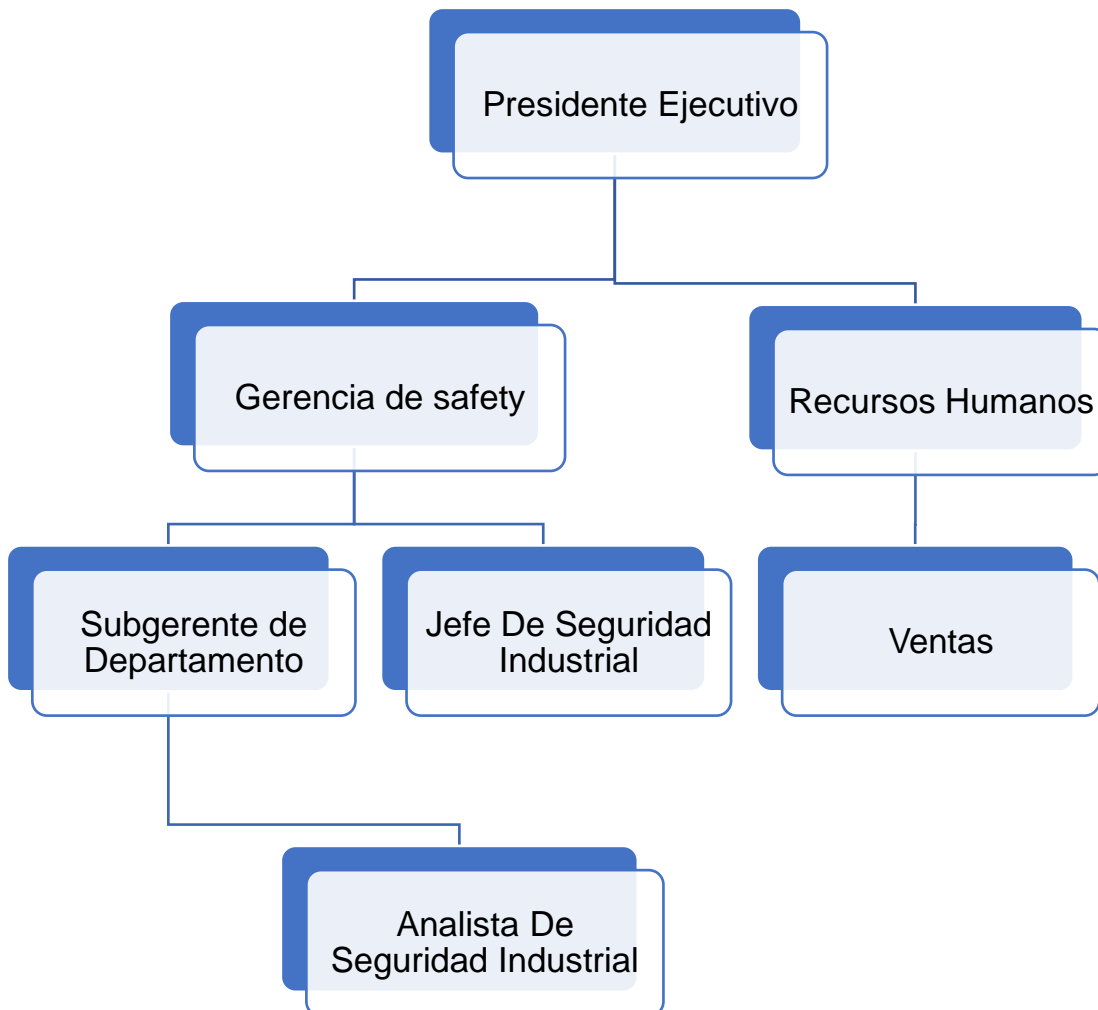 Presidente Ejecutivo
Gerencia de safety
Recursos Humanos
Subgerente de
Departamento
Jefe De Seguridad
Industrial
Ventas
Analista De
Seguridad Industrial